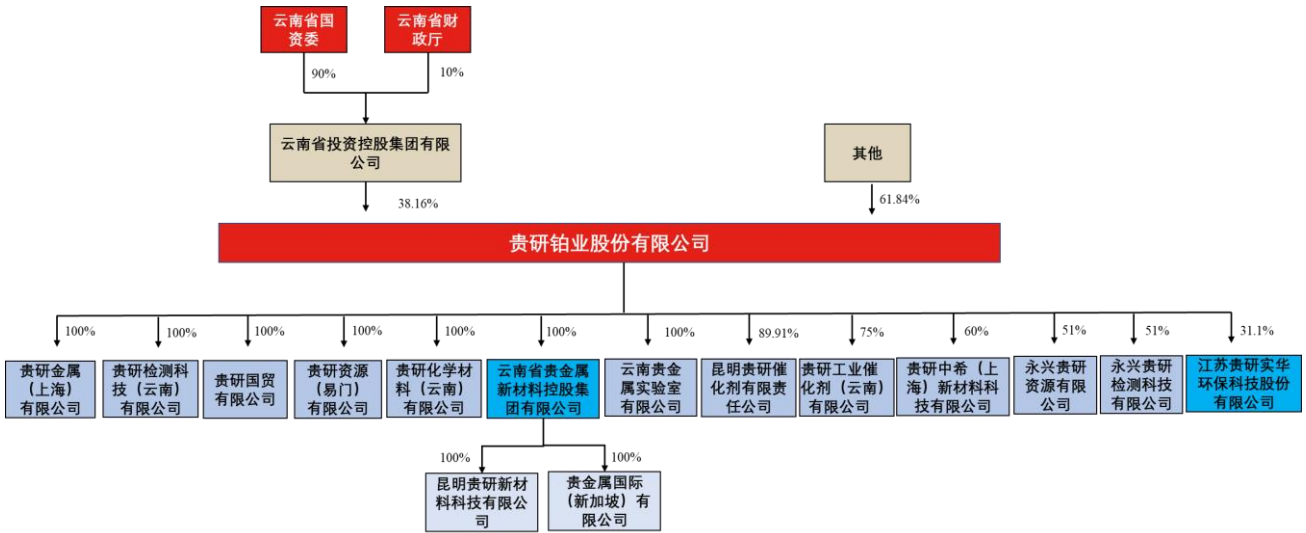 云南省国
资委
云南省财
政厅
90%
10%
云南省投资控股集团有限
公司
其他
38.16%
61.84%
贵研铂业股份有限公司
100%
100%
100%
100%
100%
100%
100%
89.91%
75%
60%
51%
51%
31.1%
贵研金属
（上海）
有限公司
贵研检测科
技（云南）
有限公司
贵研国贸
有限公司
贵研资源
（易门）
有限公司
贵研化学材
料（云南）
有限公司
云南省贵金属
新材料控股集
团有限公司
云南贵金
属实验室
有限公司
昆明贵研催
化剂有限责
任公司
贵研工业催
化剂（云南）
有限公司
贵研中希（上
海）新材料科
技有限公司
永兴贵研
资源有限
公司
永兴贵研
检测科技
有限公司
江苏贵研实华
环保科技股份
有限公司
100%
100%
昆明贵研新材
料科技有限公
司
贵金属国际
（新加坡）有
限公司